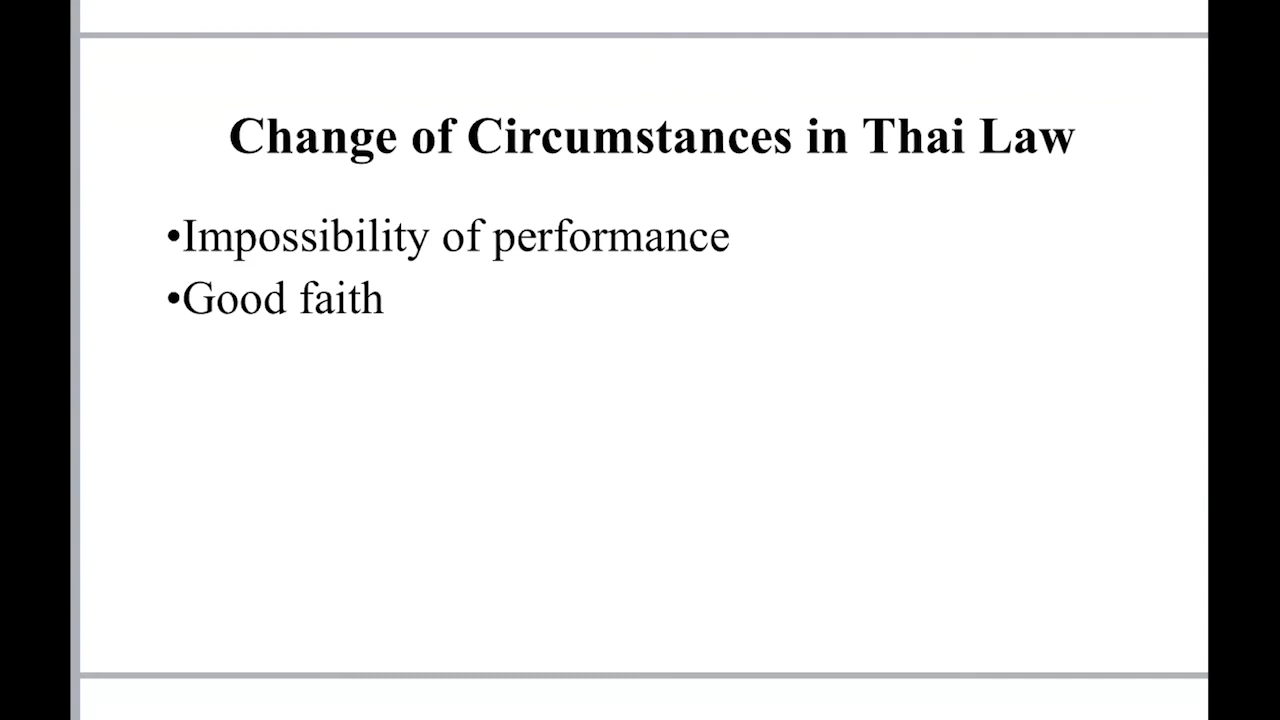 Change of Circumstances in Thai Law
•Impossibility of performance
•Good faith